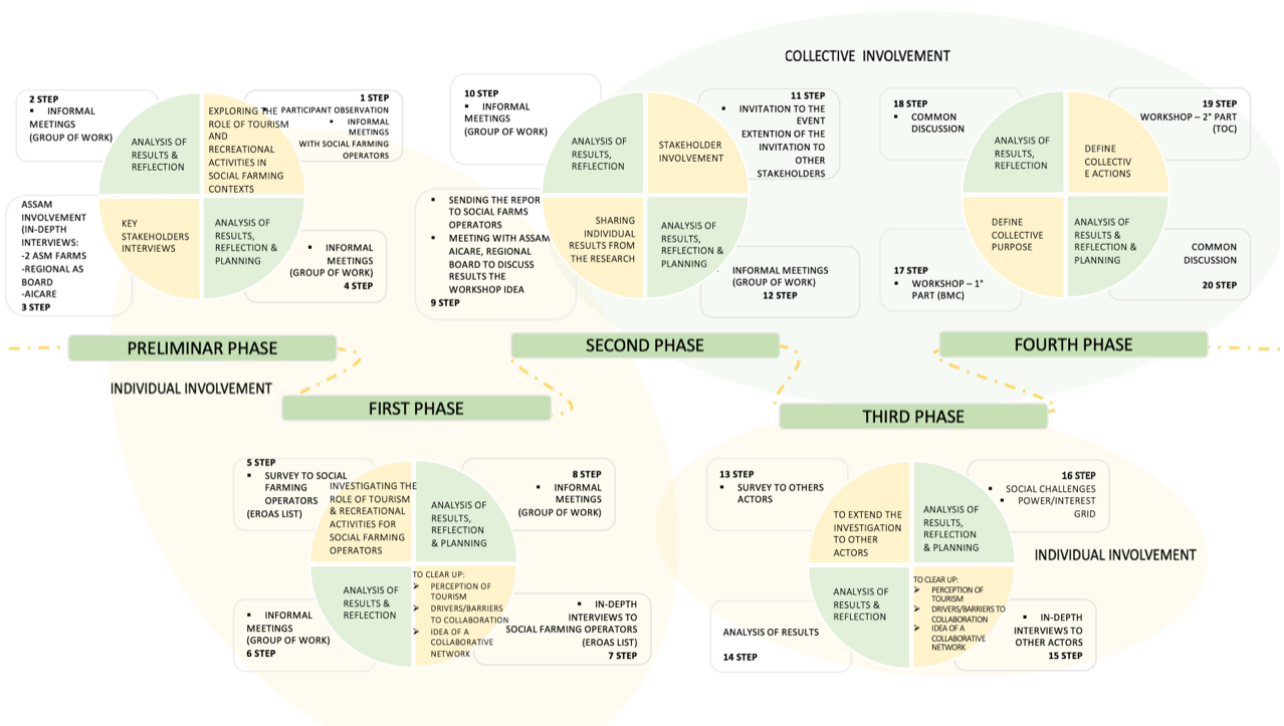 COLLECTIVE INVOLVEMENT
2 STEP
▪ INFORMAL
MEETINGS
(GROUP OF WORK)
ANALYSIS OF
RESULTS &
REFLECTION
EXPLORING THE
ROLE OF TOURISM
AND
RECREATIONAL
ACTIVITIES IN
SOCIAL FARMING
CONTEXTS
1 STEP
▪ PARTICIPANT OBSERVATION
▪ INFORMAL
MEETINGS
WITH SOCIAL FARMING
OPERATORS
ASSAM
INVOLVEMENT
(IN-DEPTH
INTERVIEWS:
-2 ASM FARMS
-REGIONAL AS
BOARD
-AICARE
3 STEP
KEY
STAKEHOLDERS
INTERVIEWS
ANALYSIS OF
RESULTS,
REFLECTION &
PLANNING
▪ INFORMAL
MEETINGS
(GROUP OF WORK)
4 STEP
10 STEP
▪ INFORMAL
MEETINGS
(GROUP OF WORK)
ANALYSIS OF
RESULTS,
REFLECTION
STAKEHOLDER
INVOLVEMENT
11 STEP
▪ INVITATION TO THE
EVENT
EXTENTION OF THE
INVITATION TO
OTHER
STAKEHOLDERS
▪ SENDING THE REPOR
TO SOCIAL FARMS
OPERATORS
▪ MEETING WITH ASSAM
AICARE, REGIONAL
BOARD TO DISCUSS
RESULTS THE
WORKSHOP IDEA
9 STEP
SHARING
INDIVIDUAL
RESULTS FROM
THE RESEARCH
ANALYSIS OF
RESULTS,
REFLECTION &
PLANNING
INFORMAL MEETINGS
(GROUP OF WORK)
12 STEP
18 STEP
▪ COMMON
DISCUSSION
ANALYSIS OF
RESULTS,
REFLECTION
DEFINE
COLLECTIV
E ACTIONS
19 STEP
WORKSHOP – 2° PART
(TOC)
17 STEP
▪ WORKSHOP – 1°
PART (BMC)
DEFINE
COLLECTIVE
PURPOSE
ANALYSIS OF
RESULTS &
REFLECTION &
PLANNING
COMMON
DISCUSSION
20 STEP
PRELIMINAR PHASE
SECOND PHASE
FOURTH PHASE
INDIVIDUAL INVOLVEMENT
FIRST PHASE
THIRD PHASE
5 STEP
▪ SURVEY TO SOCIAL
FARMING
OPERATORS
(EROAS LIST)
INVESTIGATING THE
ROLE OF TOURISM
& RECREATIONAL
ACTIVITIES FOR
SOCIAL FARMING
OPERATORS
ANALYSIS OF
RESULTS,
REFLECTION
& PLANNING
8 STEP
▪ INFORMAL
MEETINGS
(GROUP OF WORK)
▪ INFORMAL
MEETINGS
(GROUP OF WORK)
6 STEP
ANALYSIS OF
RESULTS &
REFLECTION
TO CLEAR UP:
➢ PERCEPTION OF
TOURISM
➢ DRIVERS/BARRIERS
TO COLLABORATION
➢ IDEA OF A
COLLABORATIVE
NETWORK
▪ IN-DEPTH
INTERVIEWS TO
SOCIAL FARMING OPERATORS
(EROAS LIST)
7 STEP
13 STEP
▪ SURVEY TO OTHERS
ACTORS
TO EXTEND THE
INVESTIGATION
TO OTHER
ACTORS
ANALYSIS OF
RESULTS,
REFLECTION
& PLANNING
16 STEP
▪ SOCIAL CHALLENGES
▪ POWER/INTEREST
GRID
INDIVIDUAL INVOLVEMENT
ANALYSIS OF RESULTS
14 STEP
ANALYSIS OF
RESULTS &
REFLECTION
TO CLEAR UP:
➢ PERCEPTION OF
TOURISM
➢ DRIVERS/BARRIERS TO
COLLABORATION
➢ IDEA OF A
COLLABORATIVE
NETWORK
▪ IN-DEPTH
INTERVIEWS TO
OTHER ACTORS
15 STEP